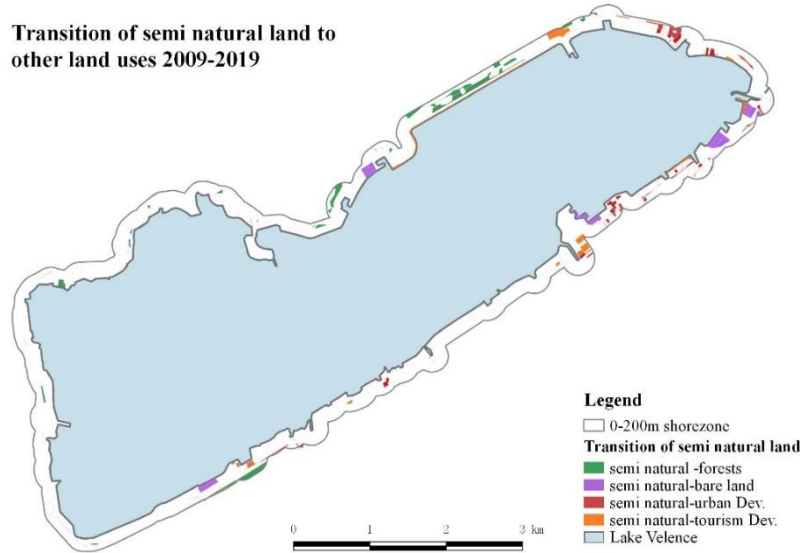 Transition of semi natural land to
other land uses 2009-2019
Legend
0-200m shorezone
Transition of semi natural land
semi natural -forests
semi natural-bare land
semi natural-urban Dev.
semi natural-tourism Dev.
Lake Velence
0 1 2 3 km